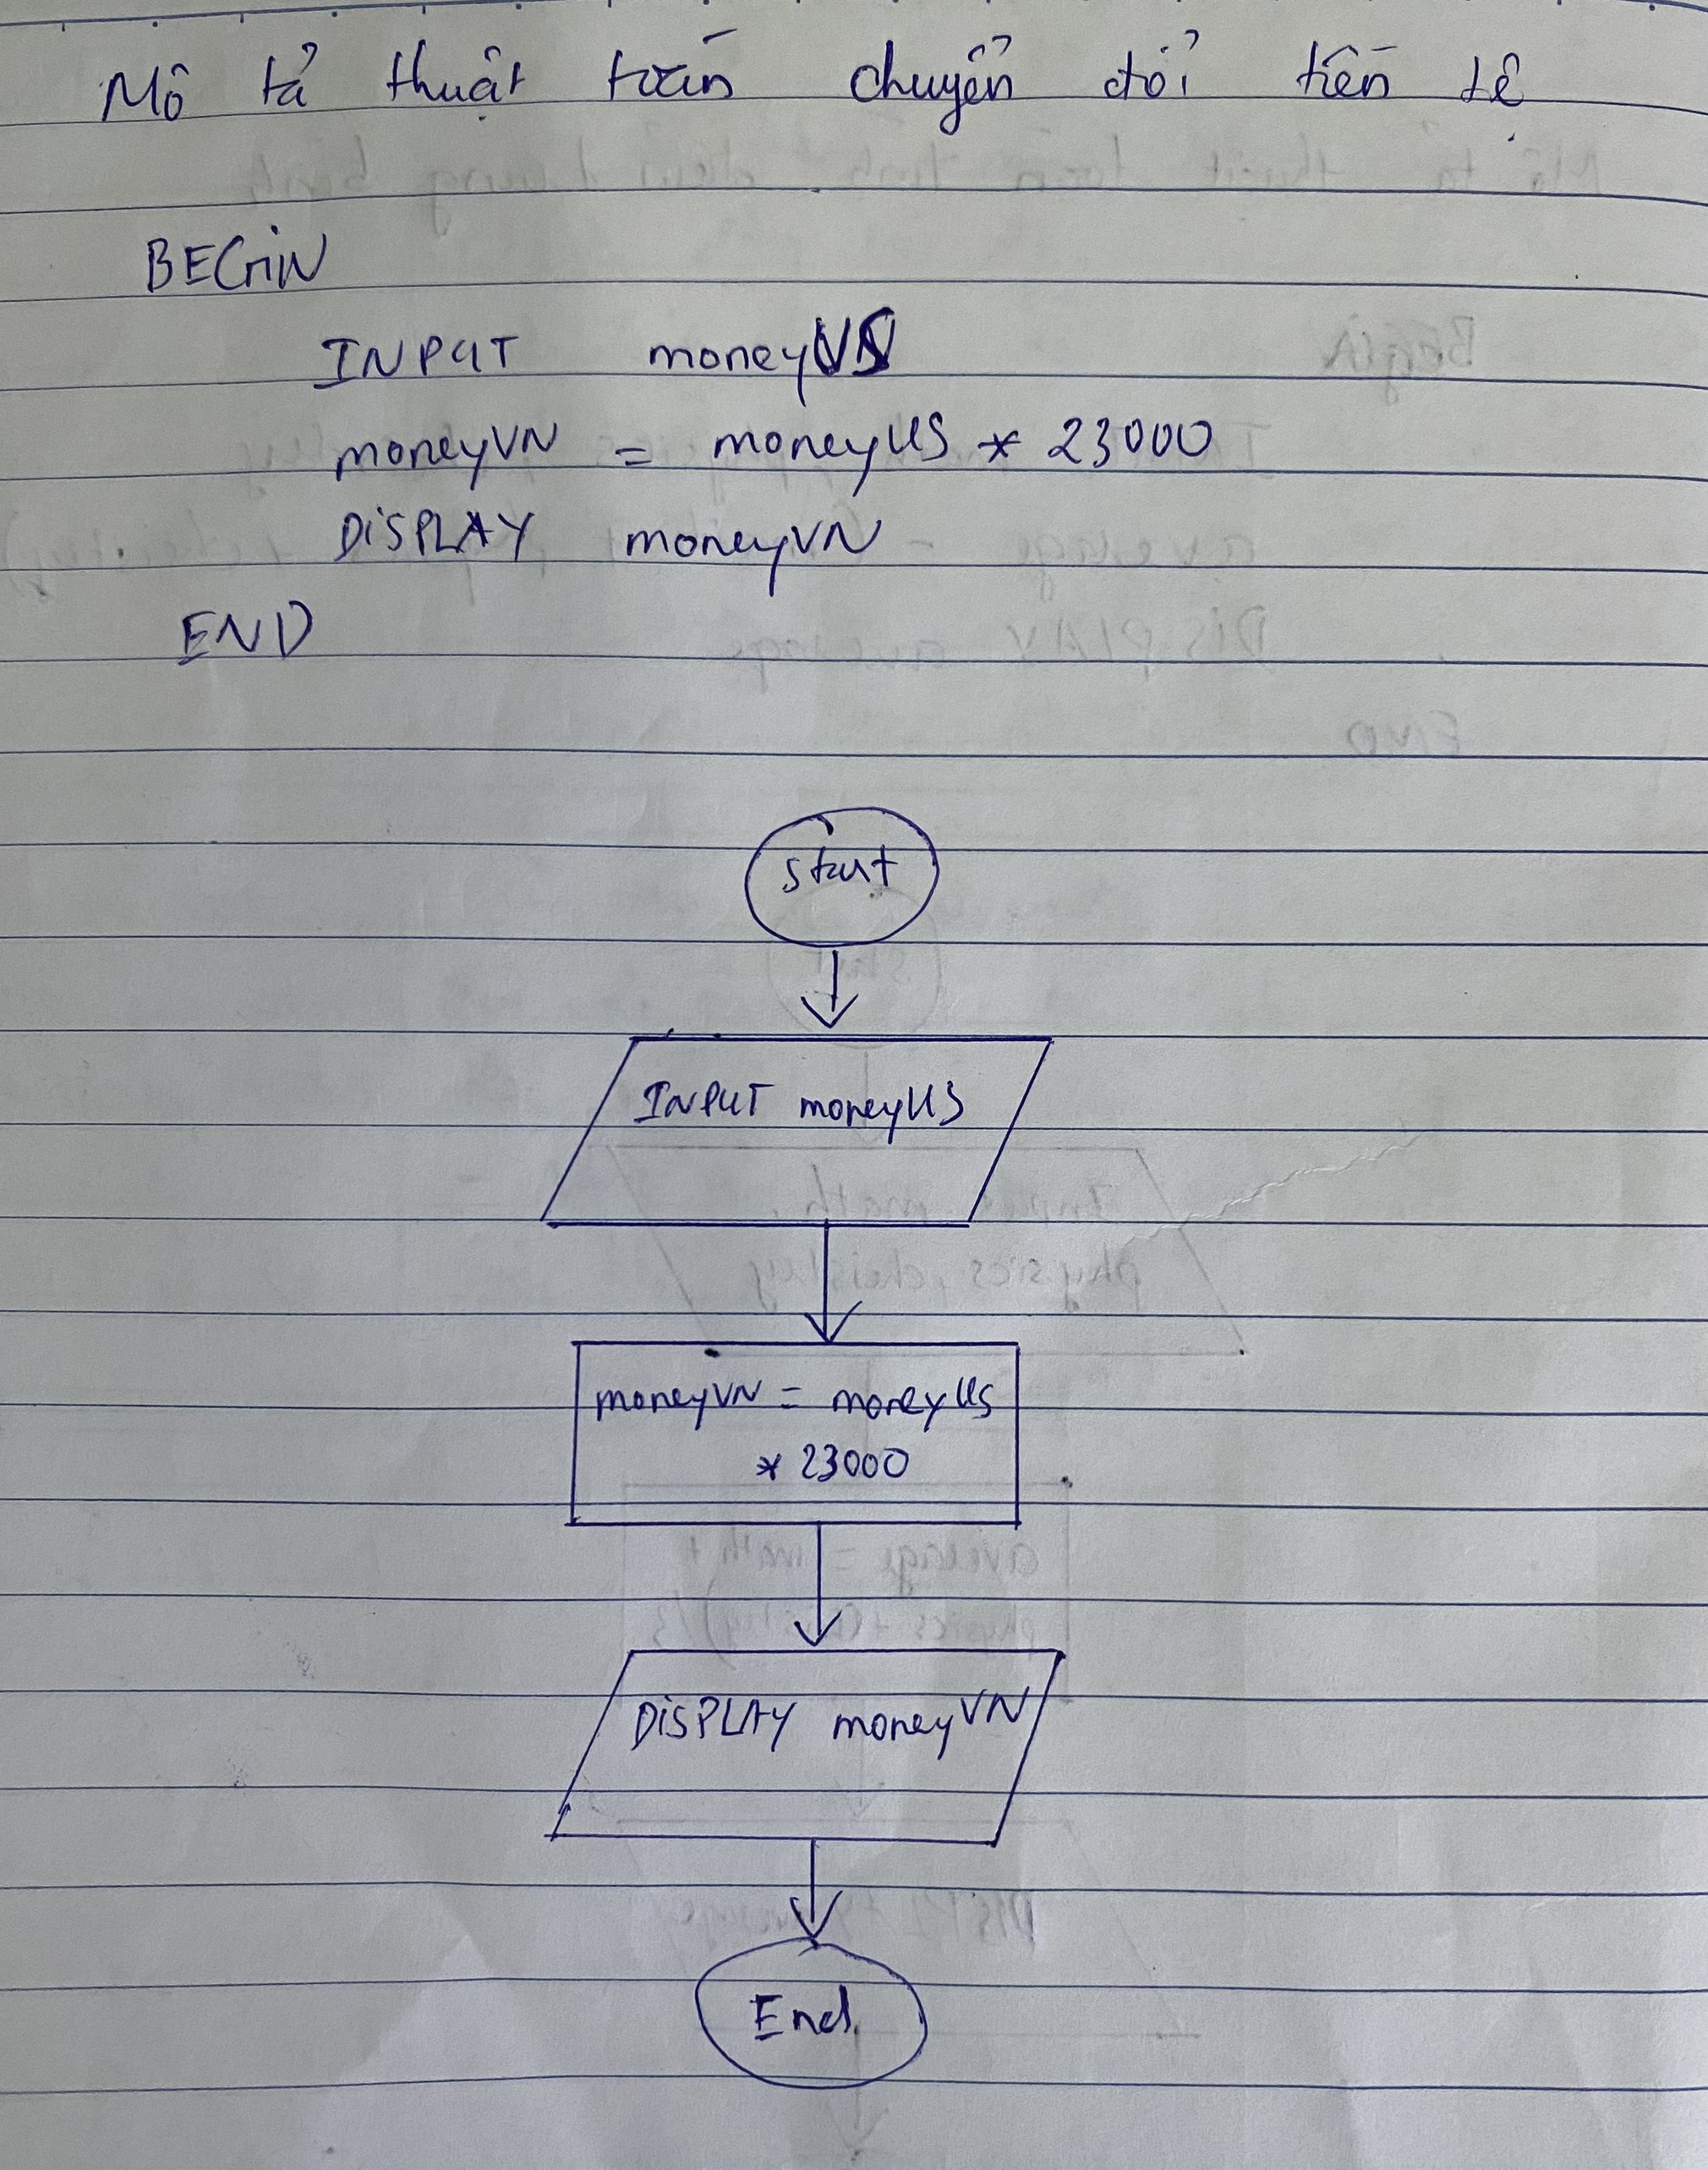 Mô tả thuật toán chuyển đổi tiền tệ
BEGiN
INPUT moneyUS
moneyVN = moneyUS * 23000
DiSPLAY moneyVN
END
Start
INPUT moneyUS
moneyVN = moneyUS
* 23000
DiSPLAY moneyVN
End